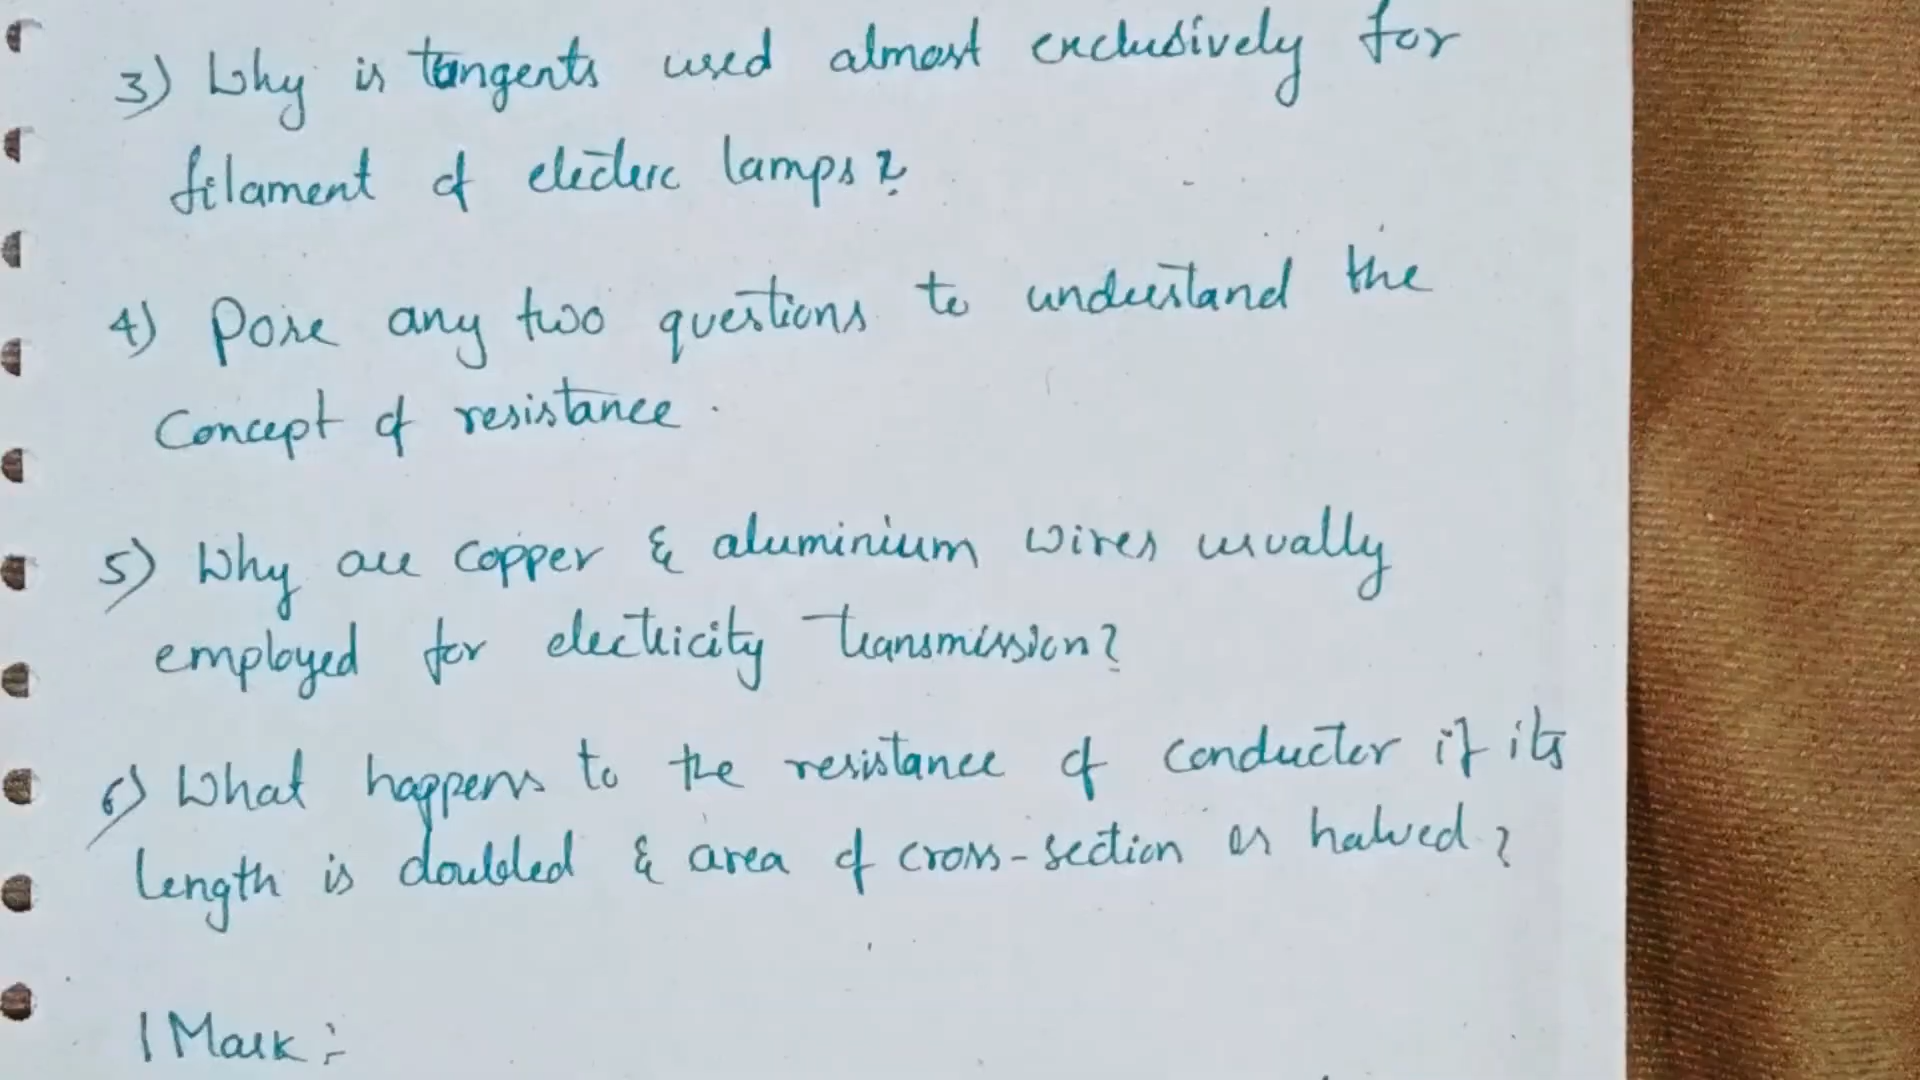 3) Why is tangents used almost exclusively for
filament of electric lamps?
4) Pose any two questions to understand the
Concept of resistance.
5) Why are copper & aluminium wires usually
employed for electricity transmission?
6) What happens to the resistance of conductor if its
length is doubled & area of cross-section is halved?
1 Mark :-